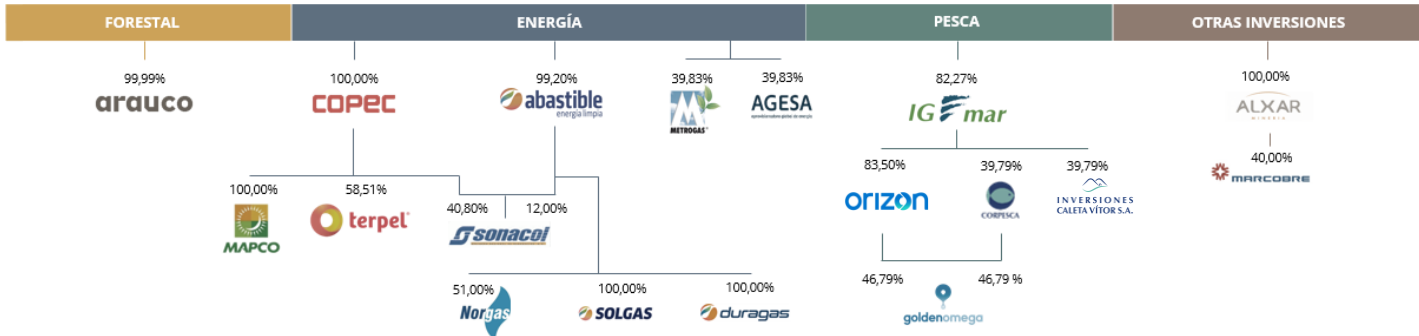 FORESTAL
ENERGÍA
PESCA
OTRAS INVERSIONES
99,99%
arauco
100,00%
COPEC
99,20%
abastible
energía limpia
39,83%
METROGAS
39,83%
AGESA
82,27%
IG mar
100,00%
ALXAR
MINERÍA
100,00%
MAPCO
58,51%
terpel
40,80%
12,00%
sonacol
83,50%
orizon
39,79%
CORPESCA
39,79%
INVERSIONES
CALETA VÍTOR S.A.
40,00%
MARCOBRE
51,00%
Norgas
100,00%
SOLGAS
100,00%
duragas
46,79%
46,79 %
goldenomega